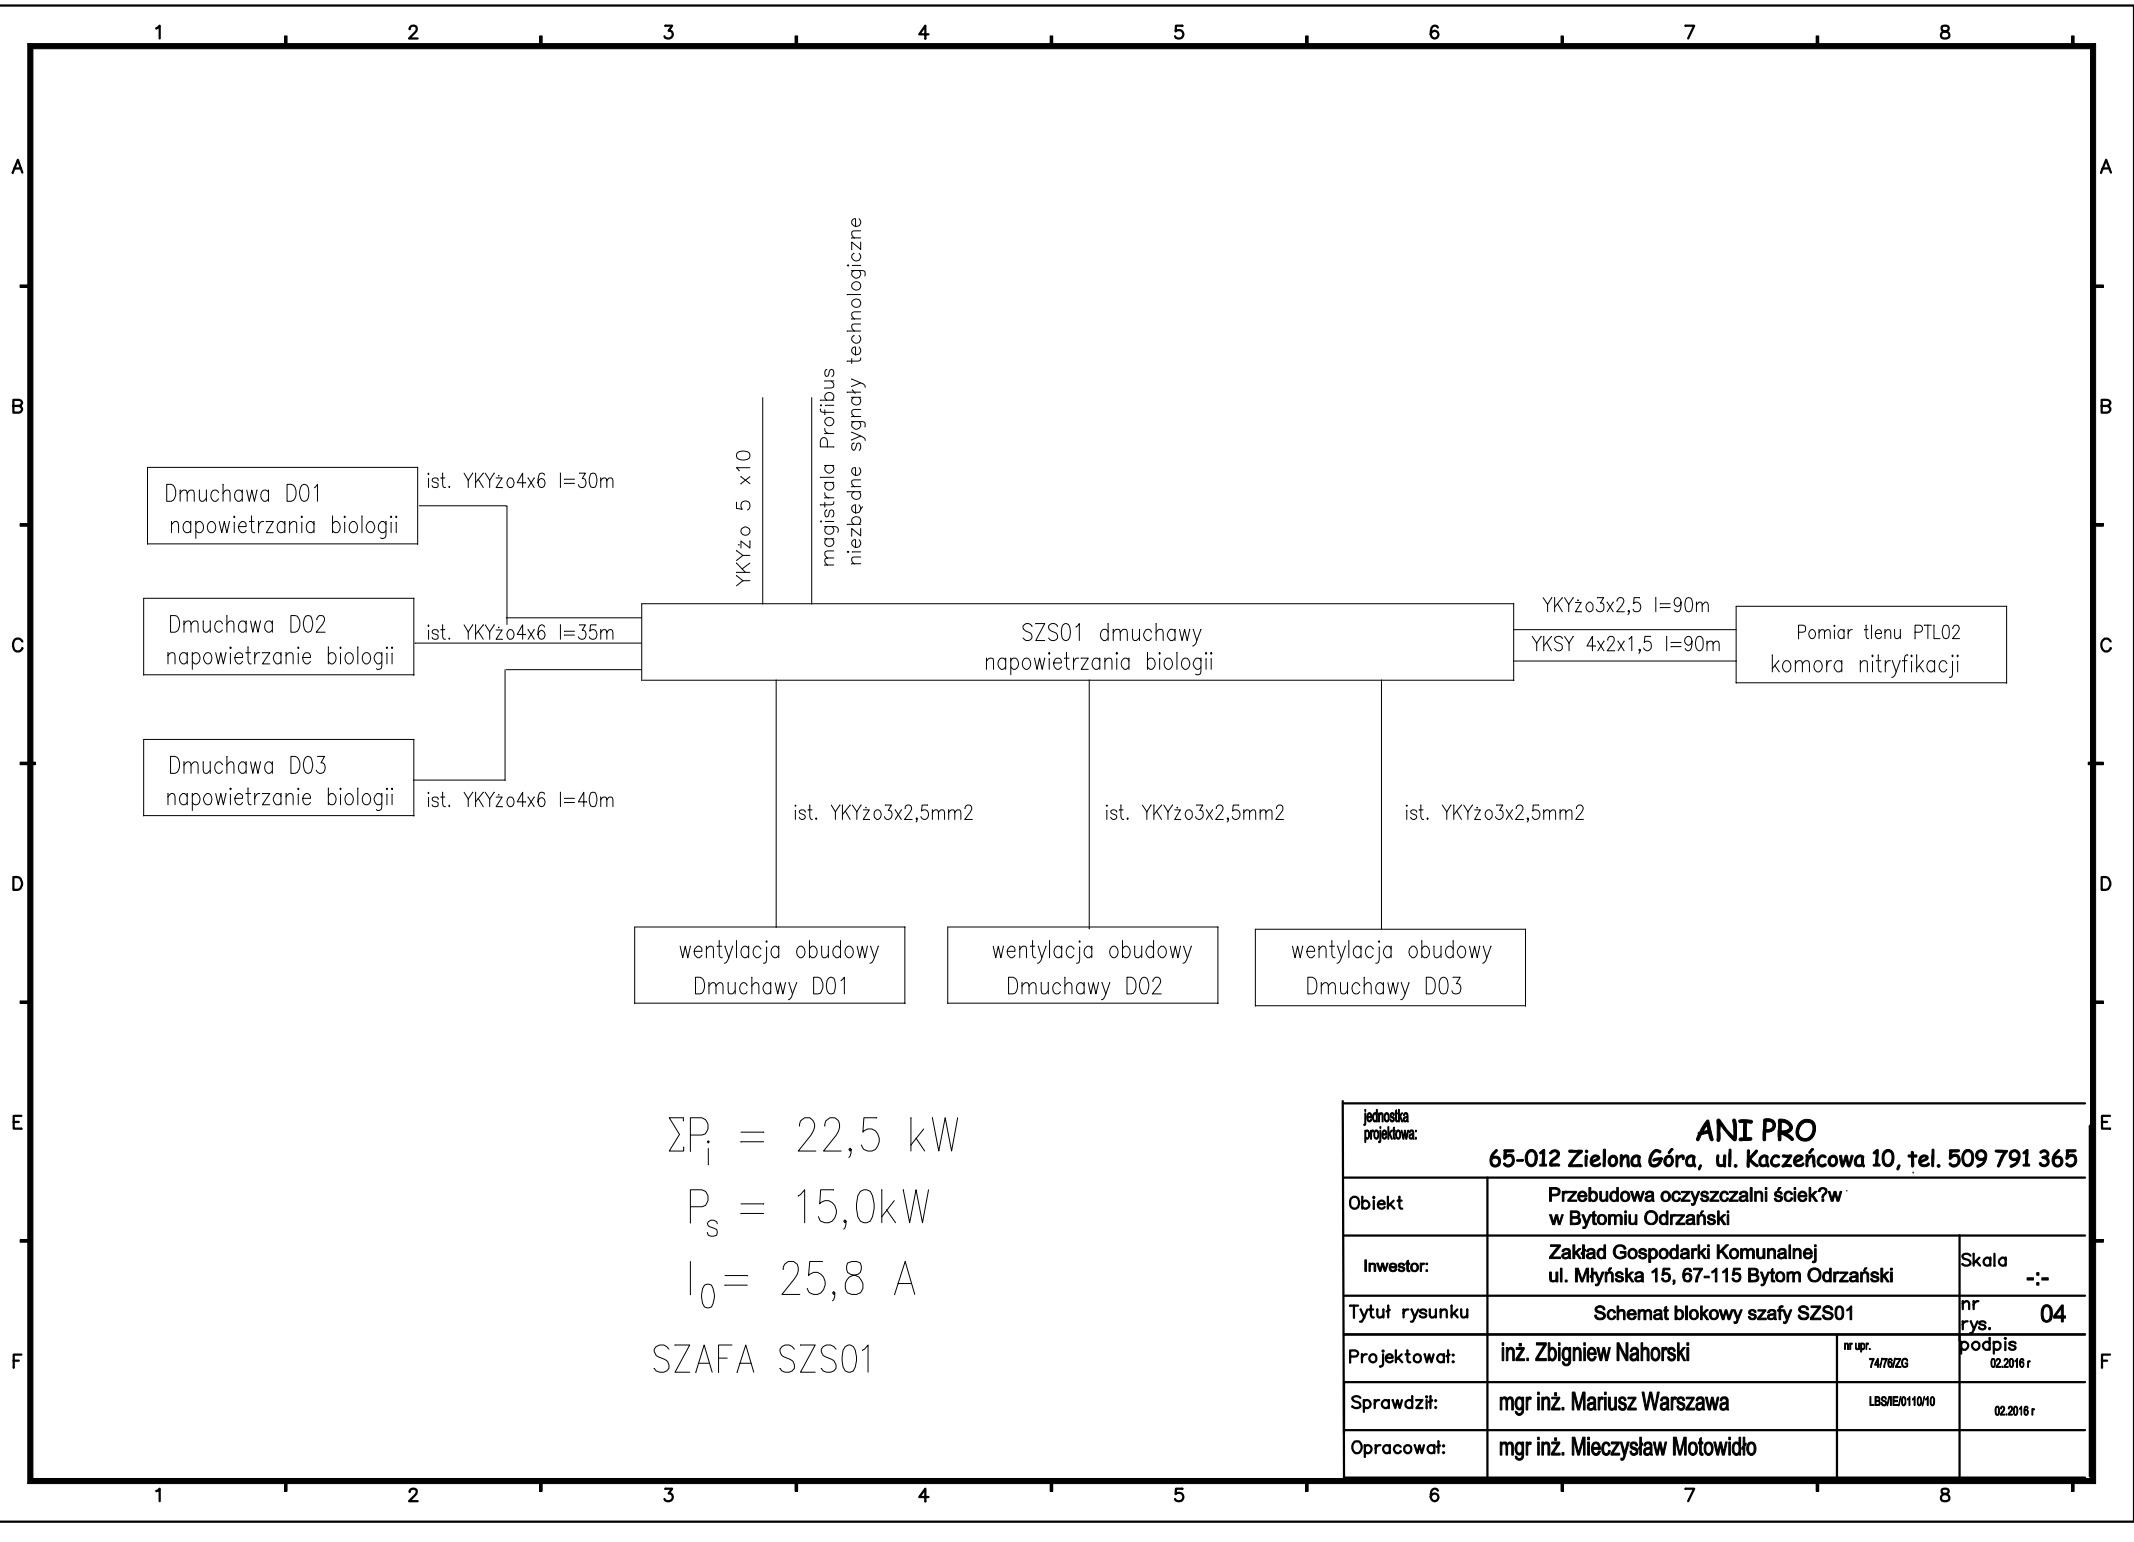 1 2 3 4 5 6 7 8
A A
B B
C C
D D
E E
F F
Dmuchawa D01
napowietrzania biologii
ist. YKYżo4x6 l=30m
Dmuchawa D02
napowietrzanie biologii
ist. YKYżo4x6 l=35m
Dmuchawa D03
napowietrzanie biologii
ist. YKYżo4x6 l=40m
YKYżo 5 x10
magistrala Profibus
niezbędne sygnały technologiczne
SZS01 dmuchawy
napowietrzania biologii
YKYżo3x2,5 l=90m
YKSY 4x2x1,5 l=90m
Pomiar tlenu PTL02
komora nitryfikacji
ist. YKYżo3x2,5mm2
ist. YKYżo3x2,5mm2
ist. YKYżo3x2,5mm2
wentylacja obudowy
Dmuchawy D01
wentylacja obudowy
Dmuchawy D02
wentylacja obudowy
Dmuchawy D03
ΣPi = 22,5 kW
Ps = 15,0kW
I0= 25,8 A
SZAFA SZS01
jednostka
projektowa:
ANI PRO
65-012 Zielona Góra, ul. Kaczeńcowa 10, tel. 509 791 365
Obiekt
Przebudowa oczyszczalni ściek?w
w Bytomiu Odrzański
Inwestor:
Zakład Gospodarki Komunalnej
ul. Młyńska 15, 67-115 Bytom Odrzański
Skala
-:-
Tytuł rysunku
Schemat blokowy szafy SZS01
nr
rys.
04
Projektował:
inż. Zbigniew Nahorski
nr upr.
74/76/ZG
podpis
02.2016 r
Sprawdził:
mgr inż. Mariusz Warszawa
LBS/IE/0110/10
02.2016 r
Opracował:
mgr inż. Mieczysław Motowidło
1 2 3 4 5 6 7 8